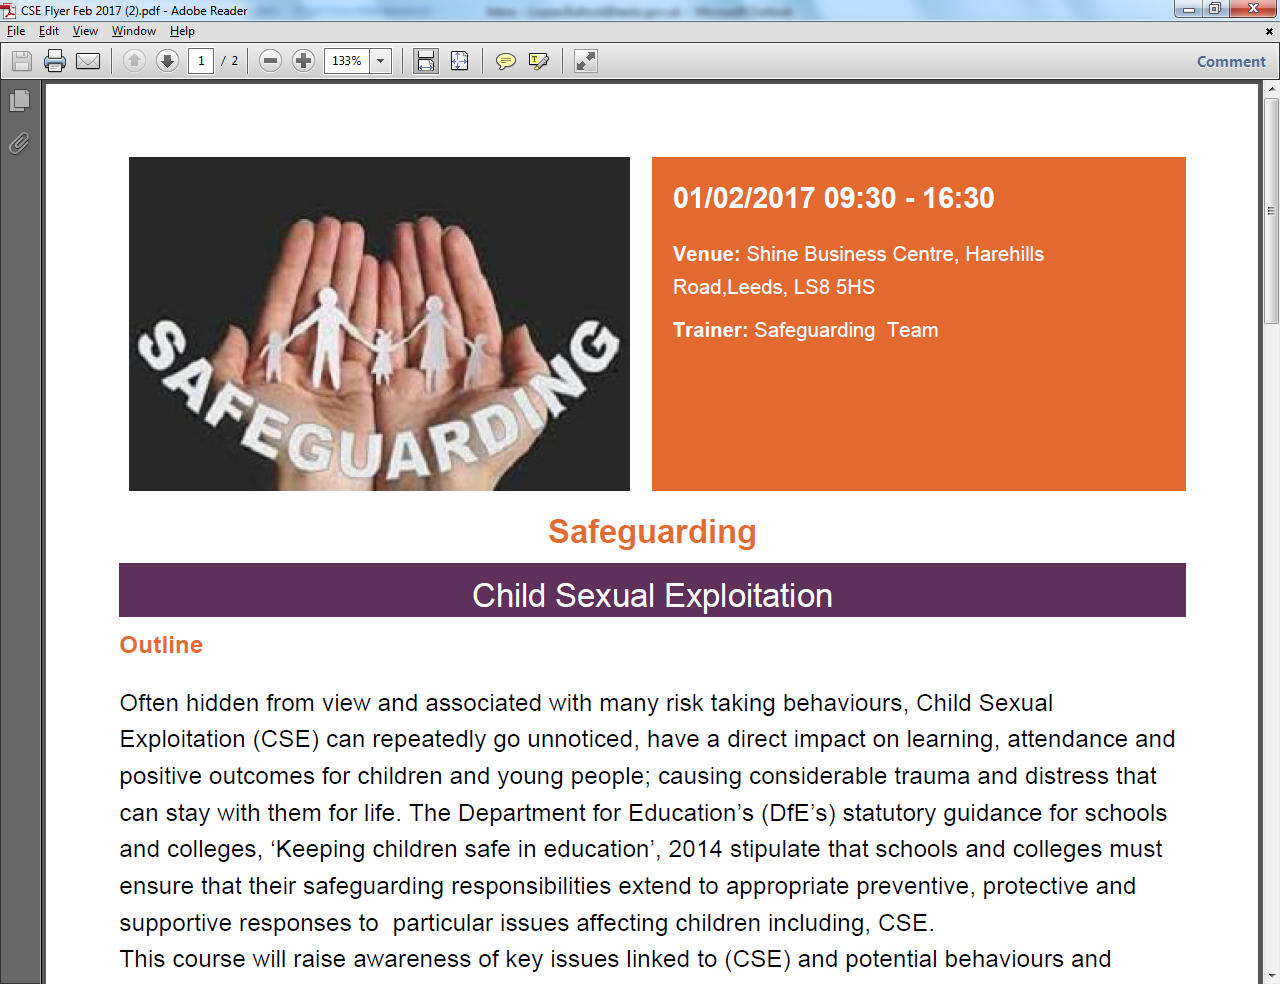 CSE Flyer Feb 2017 (2).pdf - Adobe Reader
File Edit View Window Help
1 / 2 133% Comment
01/02/2017 09:30 - 16:30
Venue: Shine Business Centre, Harehills
Road,Leeds, LS8 5HS
Trainer: Safeguarding  Team
SAFEGUARDING
Safeguarding
Child Sexual Exploitation
Outline
Often hidden from view and associated with many risk taking behaviours, Child Sexual
Exploitation (CSE) can repeatedly go unnoticed, have a direct impact on learning, attendance and
positive outcomes for children and young people; causing considerable trauma and distress that
can stay with them for life. The Department for Education’s (DfE’s) statutory guidance for schools
and colleges, ‘Keeping children safe in education’, 2014 stipulate that schools and colleges must
ensure that their safeguarding responsibilities extend to appropriate preventive, protective and
supportive responses to  particular issues affecting children including, CSE.
This course will raise awareness of key issues linked to (CSE) and potential behaviours and